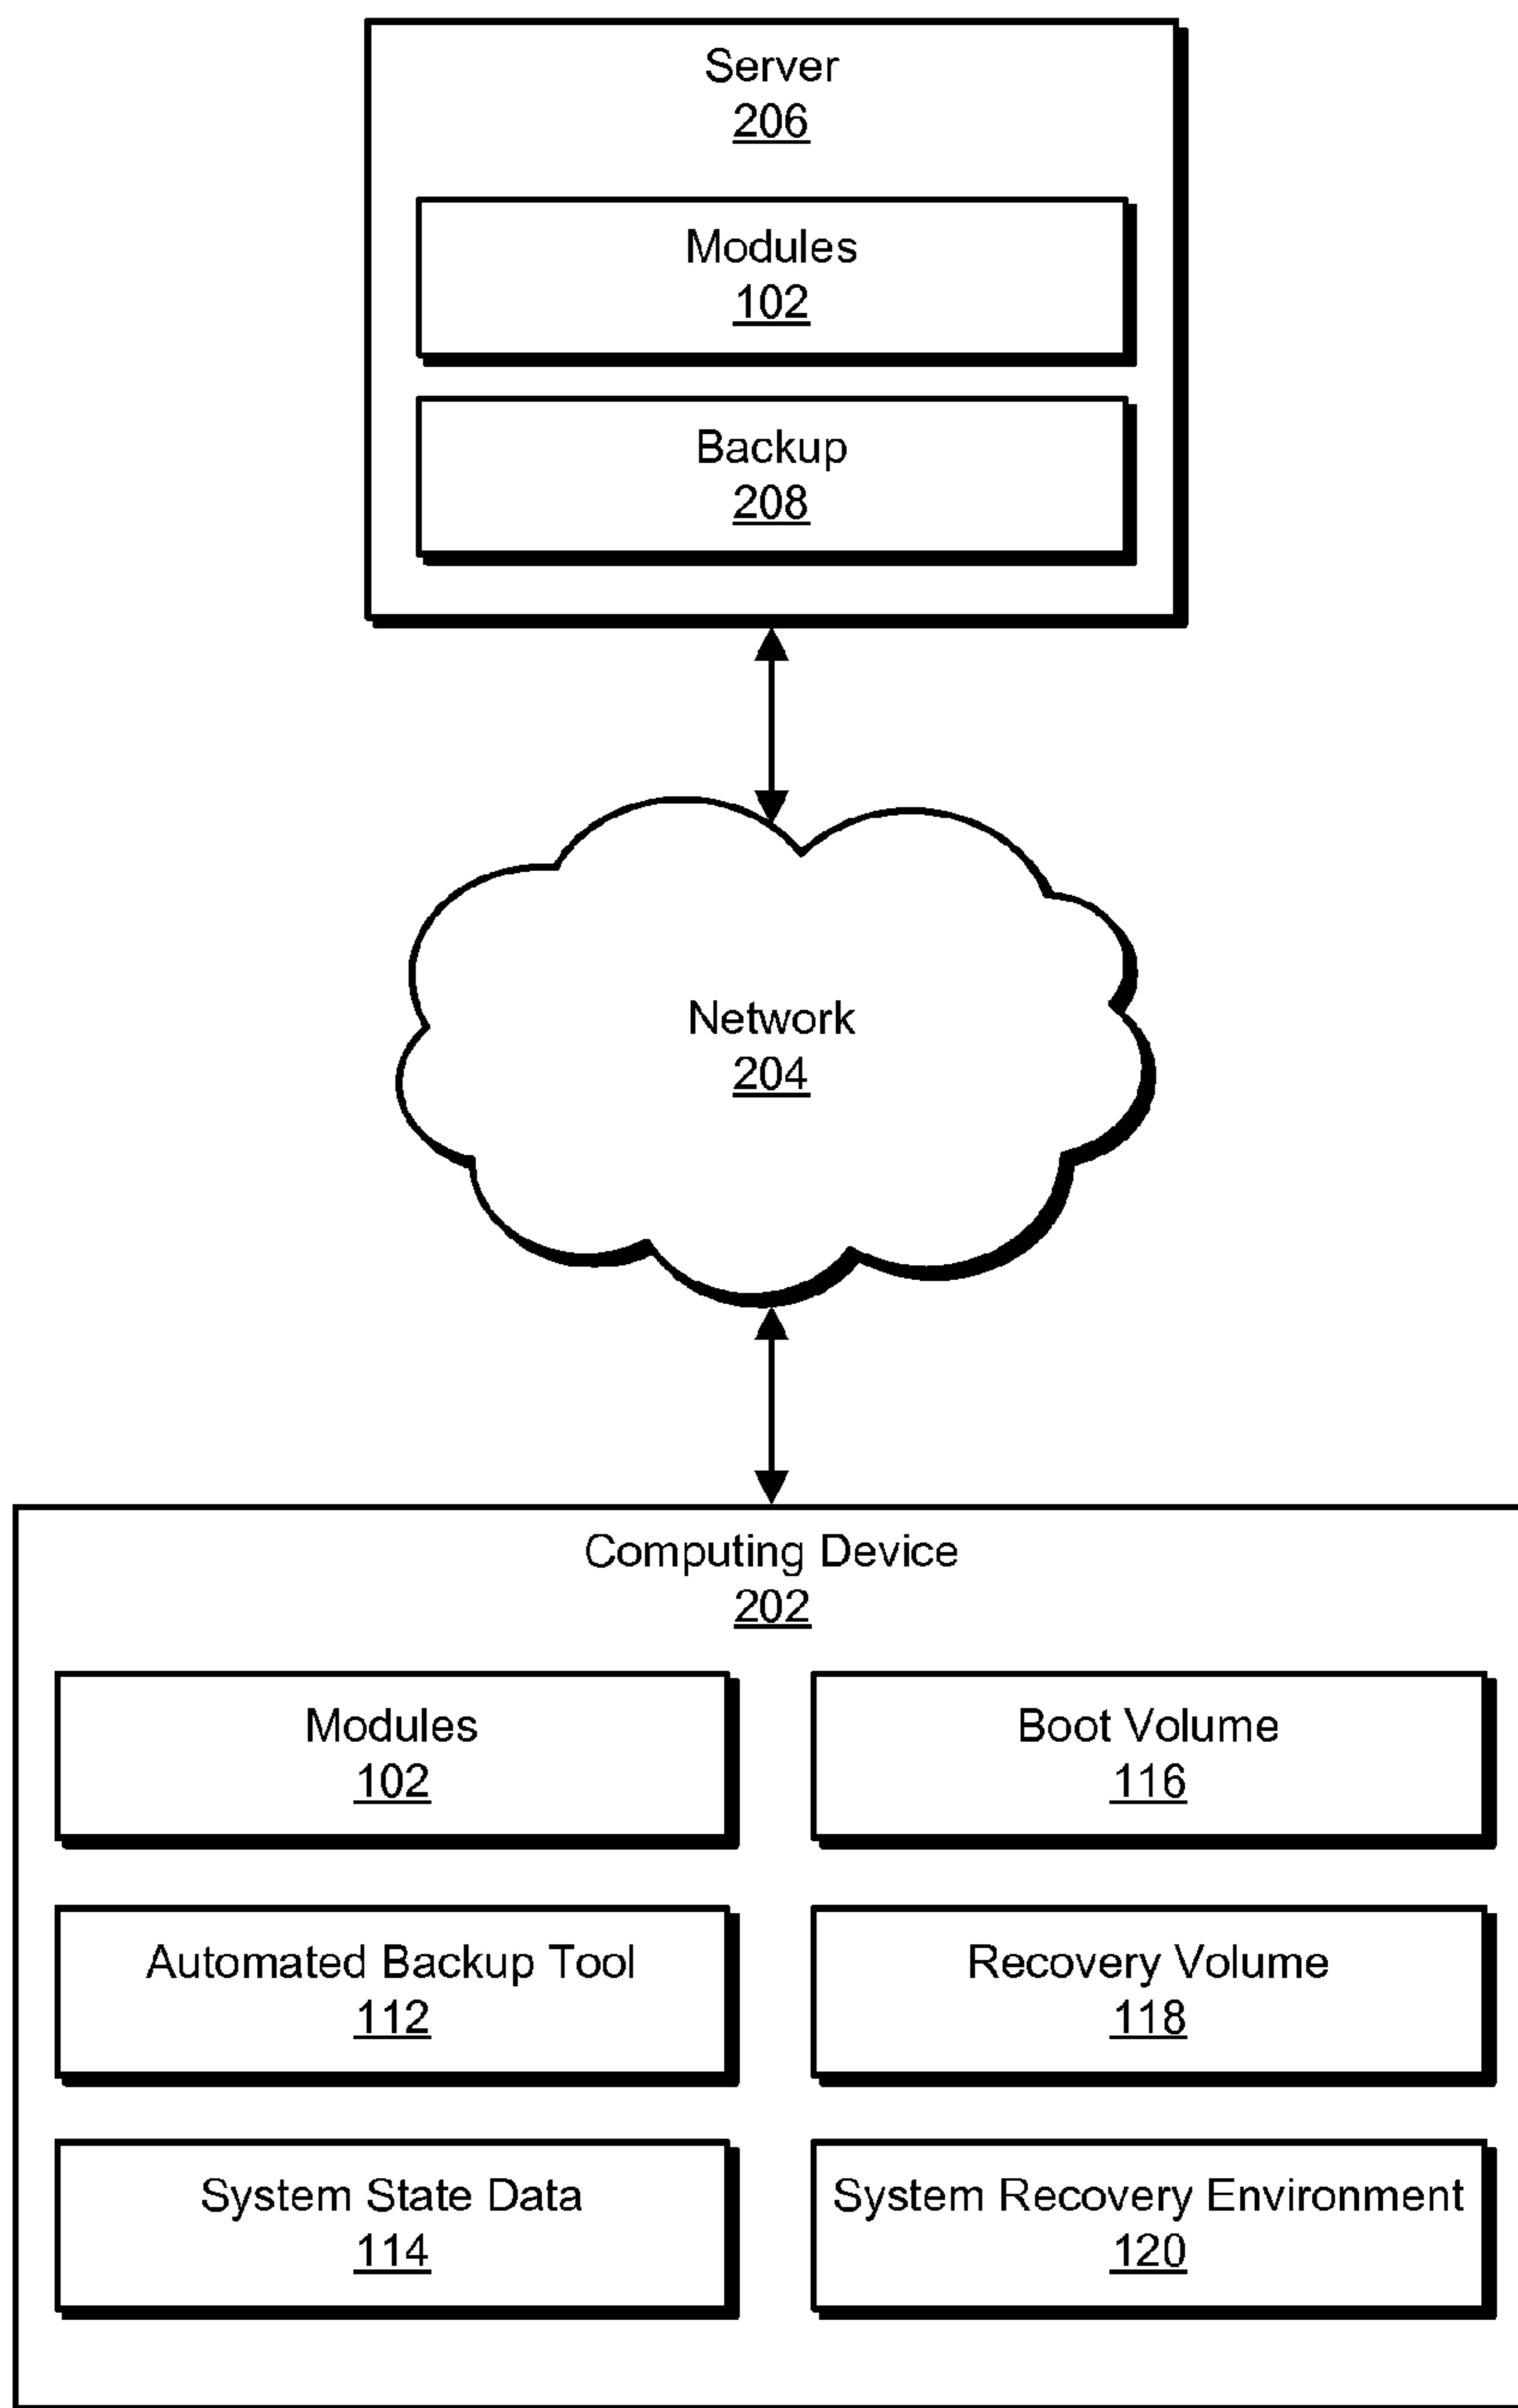 Server
206
Modules
102
Backup
208
Network
204
Computing Device
202
Modules
102
Boot Volume
116
Automated Backup Tool
112
Recovery Volume
118
System State Data
114
System Recovery Environment
120